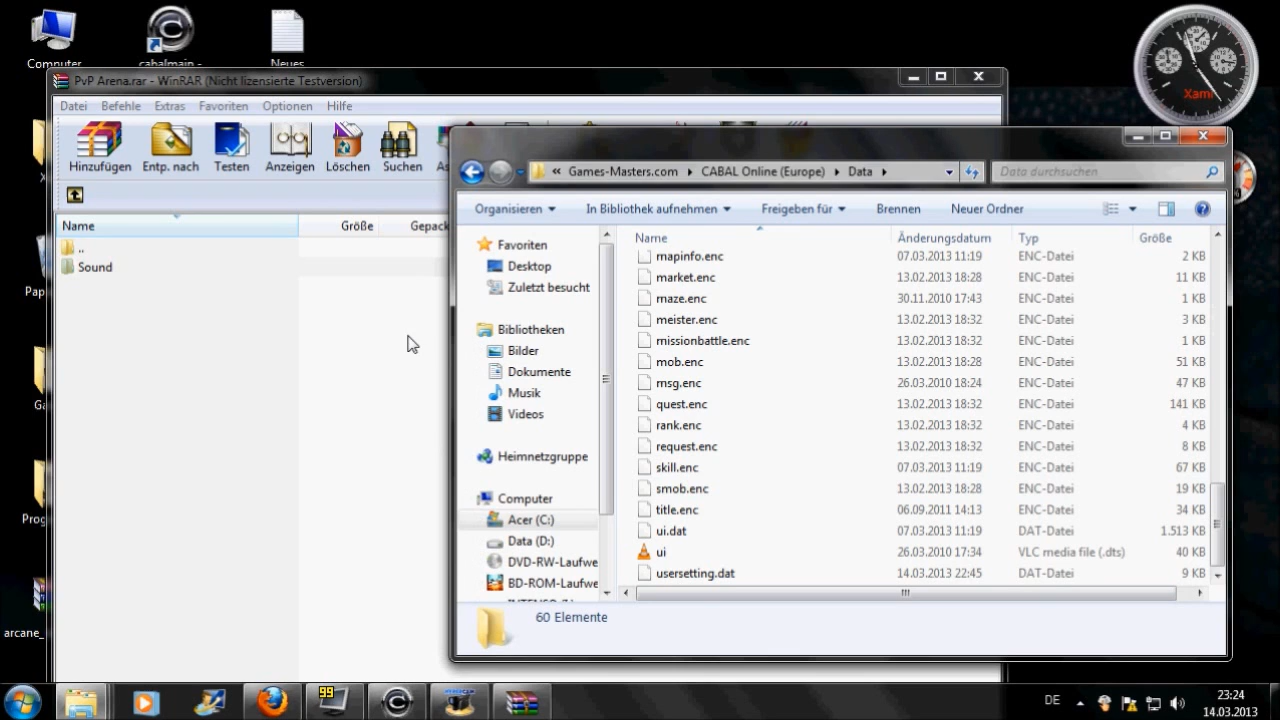 Computer
cabalmain -
Neues
Xami
PvP Arena.rar - WinRAR (Nicht lizensierte Testversion)
Datei Befehle Extras Favoriten Optionen Hilfe
Hinzufügen Entp. nach Testen Anzeigen Löschen Suchen
Name Größe Gepack
..
Sound
« Games-Masters.com CABAL Online (Europe) Data
Data durchsuchen
Organisieren In Bibliothek aufnehmen Freigeben für Brennen Neuer Ordner
Favoriten
Desktop
Zuletzt besucht
Bibliotheken
Bilder
Dokumente
Musik
Videos
Heimnetzgruppe
Computer
Acer (C:)
Data (D:)
DVD-RW-Laufwe
BD-ROM-Laufwe
Name Änderungsdatum Typ Größe
mapinfo.enc 07.03.2013 11:19 ENC-Datei 2 KB
market.enc 13.02.2013 18:28 ENC-Datei 11 KB
maze.enc 30.11.2010 17:43 ENC-Datei 1 KB
meister.enc 13.02.2013 18:32 ENC-Datei 3 KB
missionbattle.enc 13.02.2013 18:32 ENC-Datei 1 KB
mob.enc 13.02.2013 18:28 ENC-Datei 51 KB
msg.enc 26.03.2010 18:24 ENC-Datei 47 KB
quest.enc 13.02.2013 18:32 ENC-Datei 141 KB
rank.enc 13.02.2013 18:32 ENC-Datei 4 KB
request.enc 13.02.2013 18:32 ENC-Datei 8 KB
skill.enc 07.03.2013 11:19 ENC-Datei 67 KB
smob.enc 13.02.2013 18:28 ENC-Datei 19 KB
title.enc 06.09.2011 14:13 ENC-Datei 34 KB
ui.dat 07.03.2013 11:19 DAT-Datei 1.513 KB
ui 26.03.2010 17:34 VLC media file (.dts) 40 KB
usersetting.dat 14.03.2013 22:45 DAT-Datei 9 KB
60 Elemente
Pap
Ga
Prog
arcane_
99
DE
23:24
14.03.2013